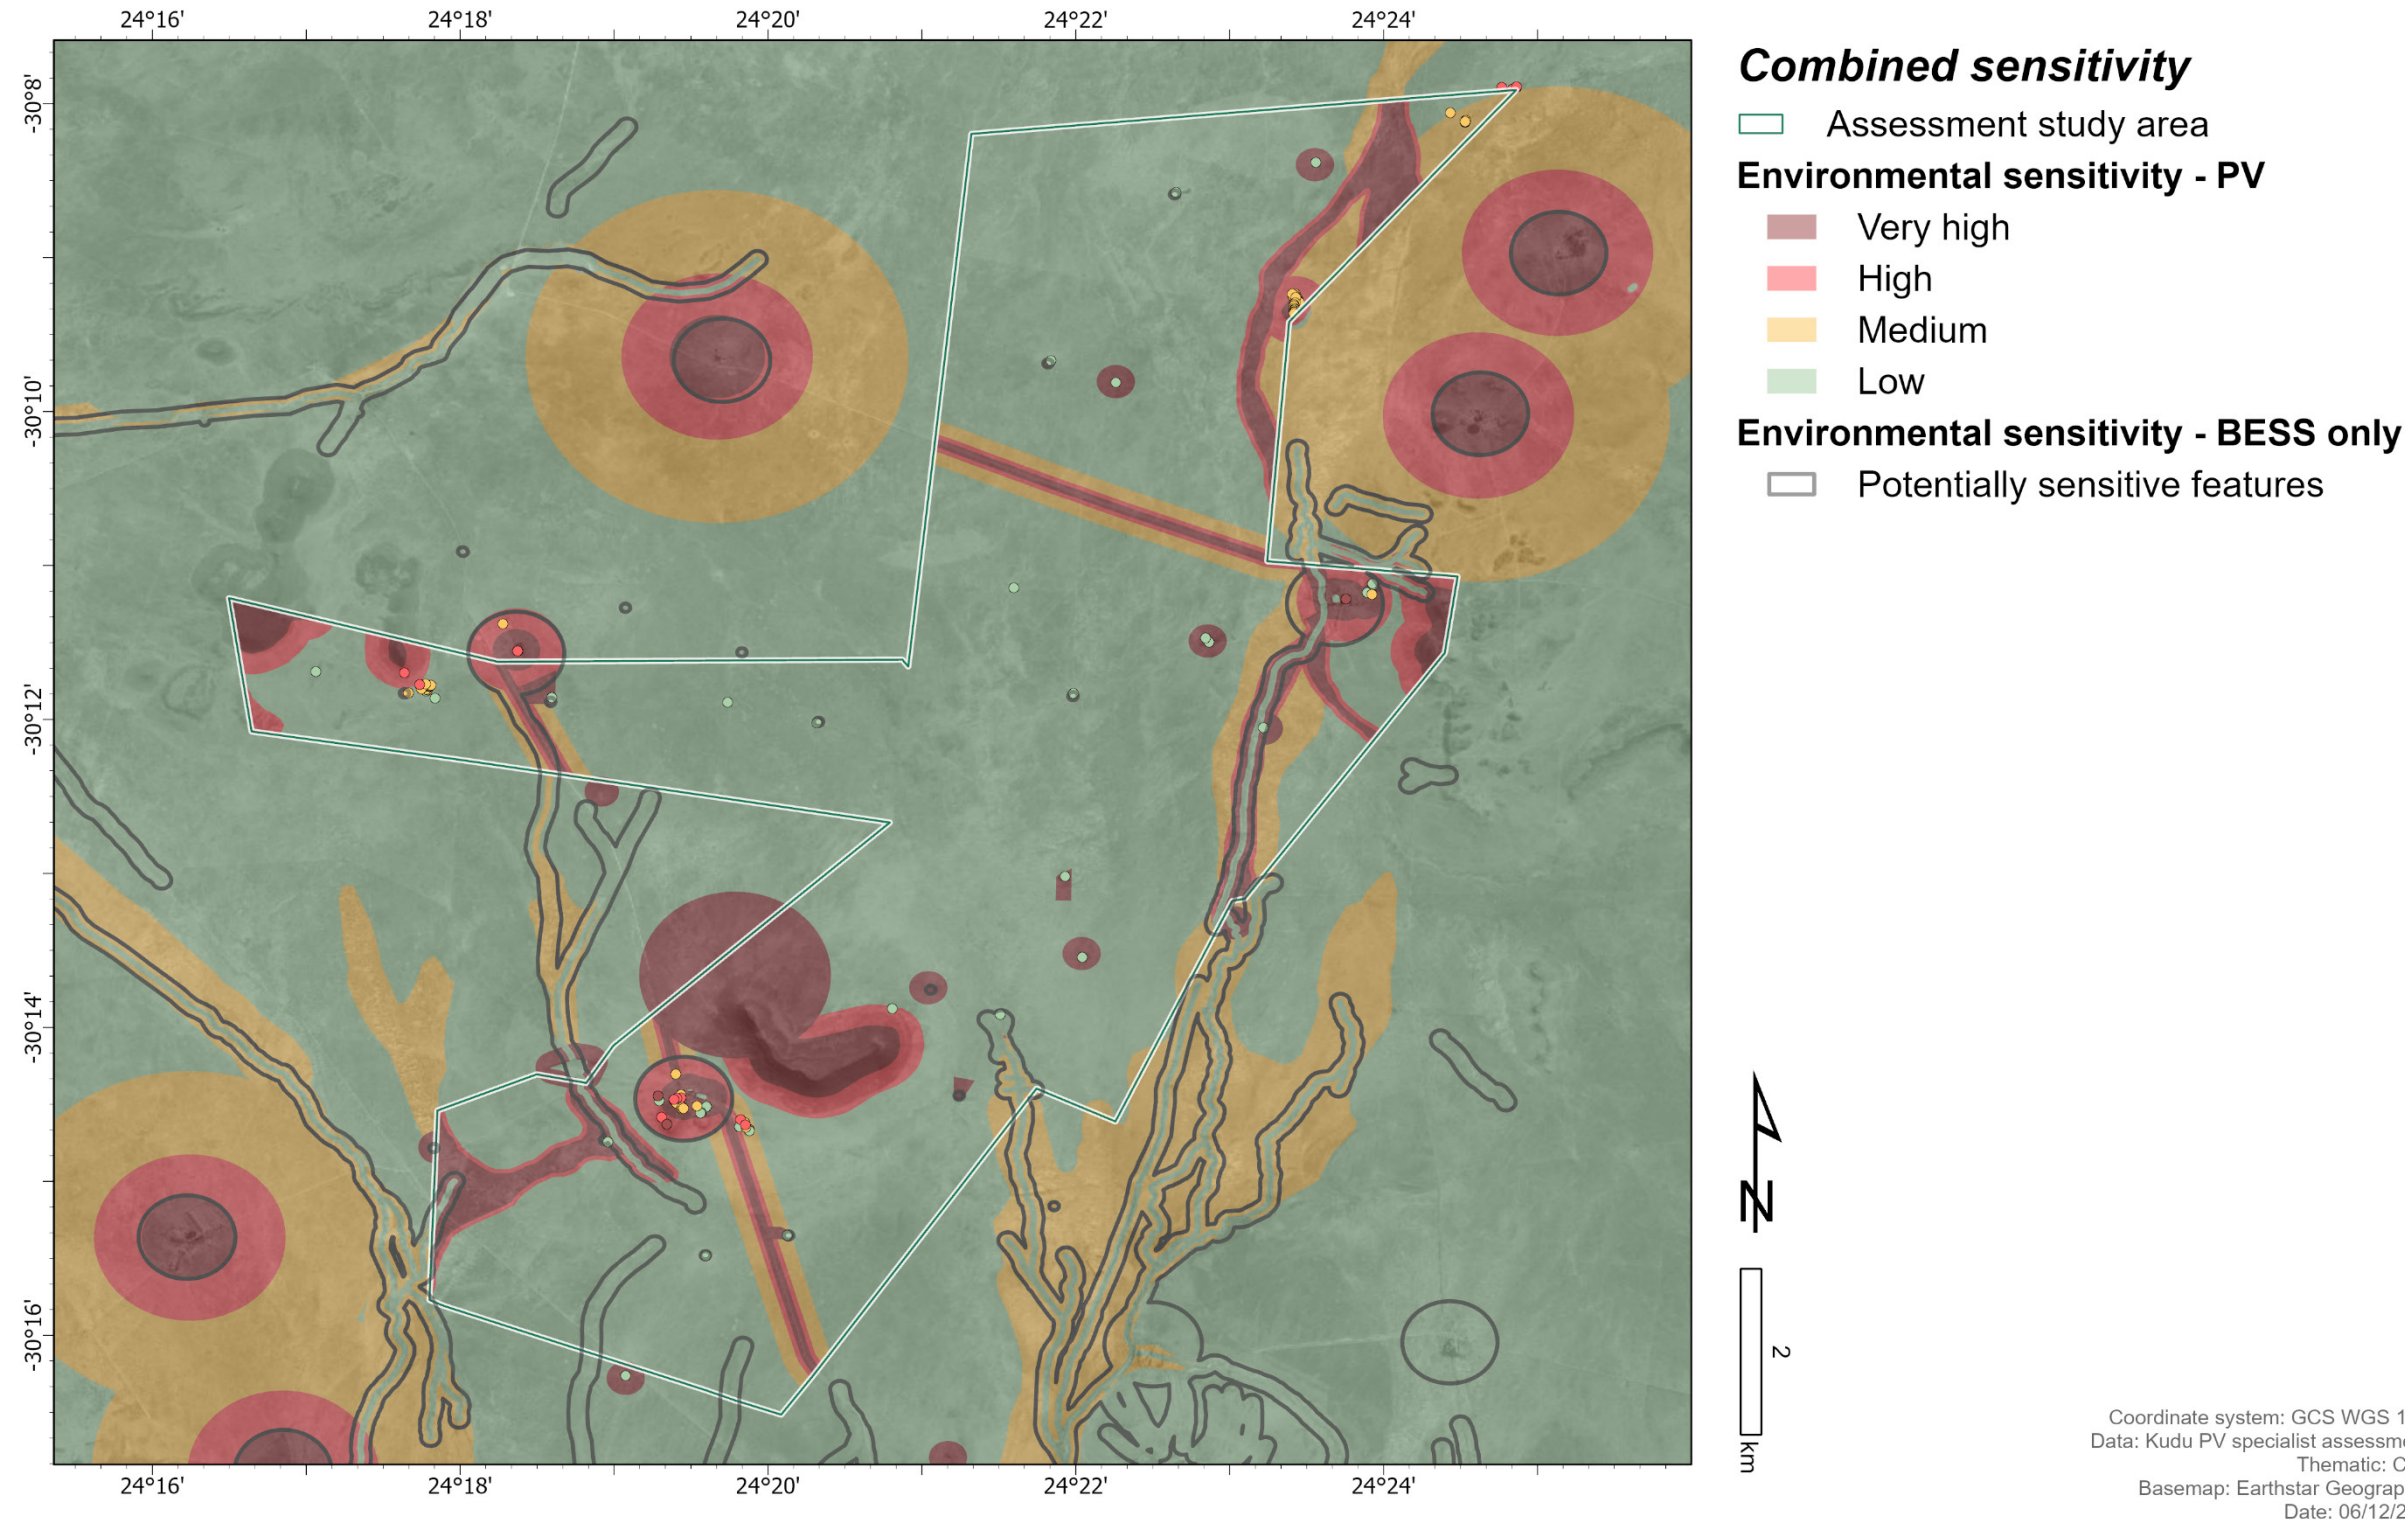 24°16' 24°18' 24°20' 24°22' 24°24'
-30°8'
-30°10'
-30°12'
-30°14'
-30°16'
24°16' 24°18' 24°20' 24°22' 24°24'
Combined sensitivity
Assessment study area
Environmental sensitivity - PV
Very high
High
Medium
Low
Environmental sensitivity - BESS only
Potentially sensitive features
N
2
km
Coordinate system: GCS WGS 1
Data: Kudu PV specialist assessm
Thematic: C
Basemap: Earthstar Geograp
Date: 06/12/2